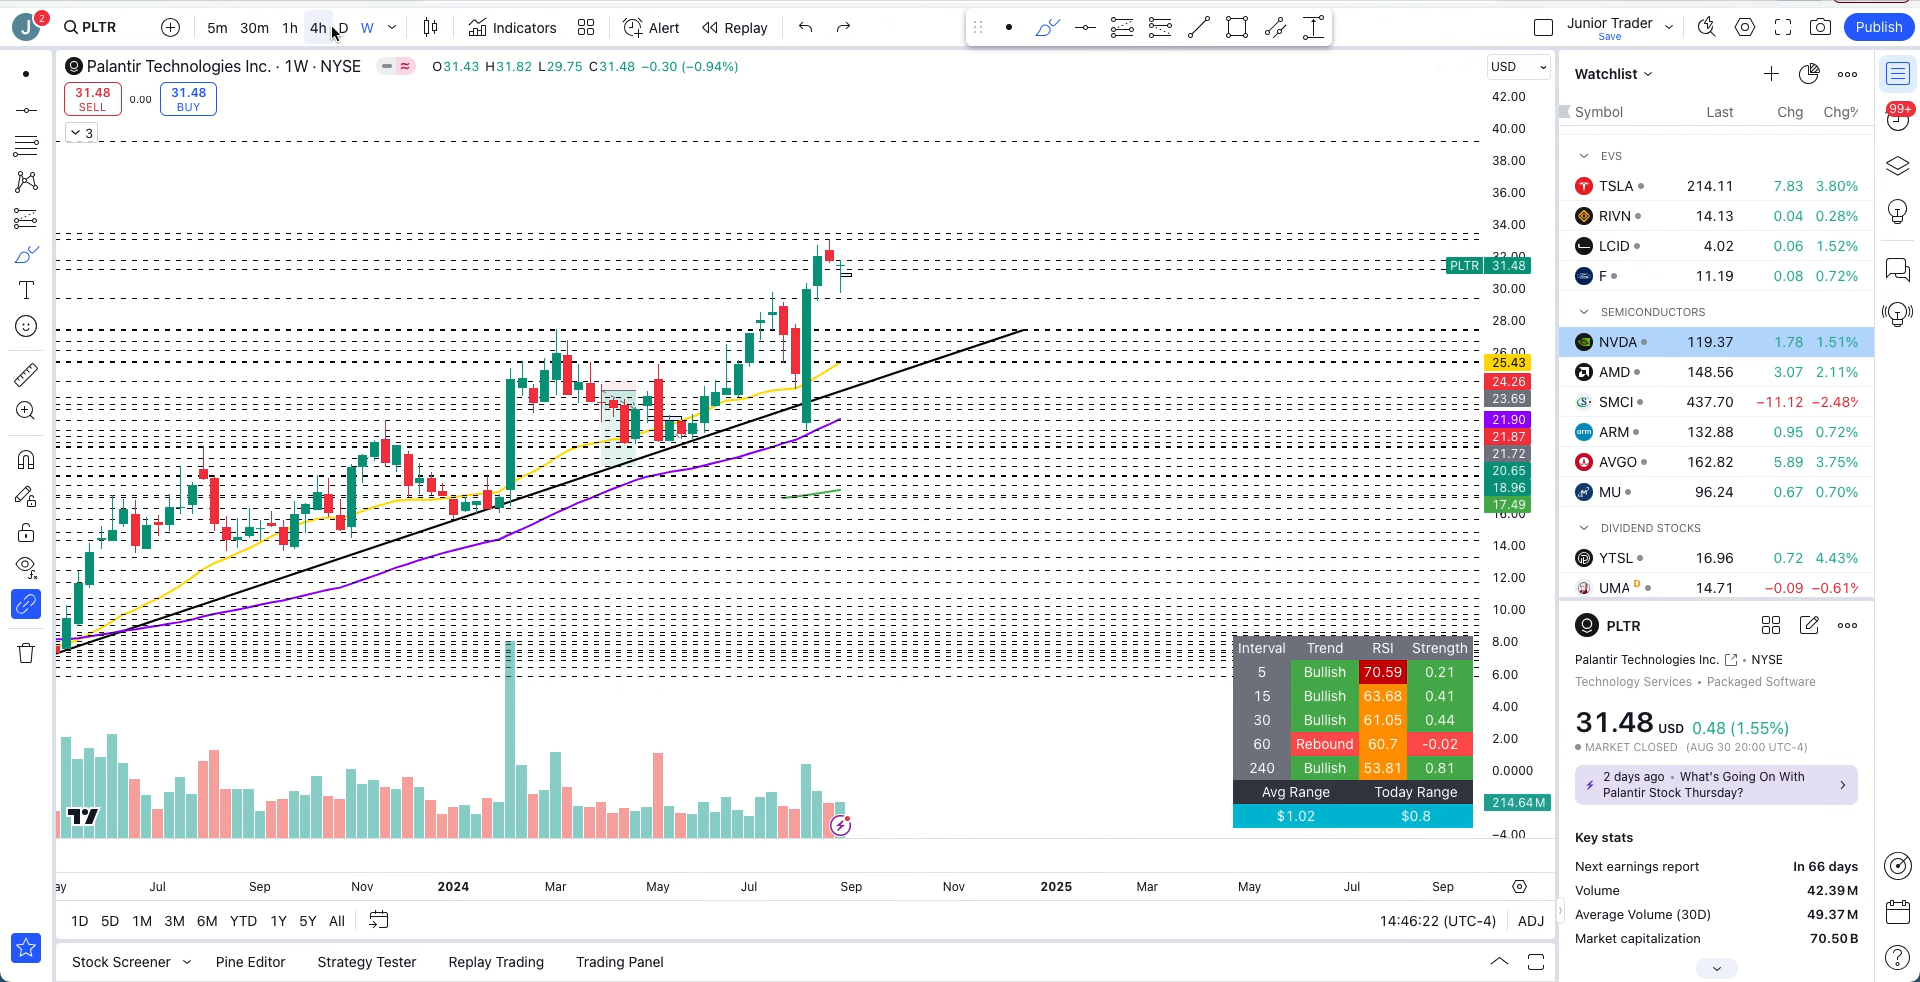 J 2 PLTR 5m 30m 1h 4h D W Indicators Alert Replay Junior Trader Save Publish
Palantir Technologies Inc. · 1W · NYSE O31.43 H31.82 L29.75 C31.48 −0.30 (−0.94%) USD
31.48 SELL 0.00 31.48 BUY
3
42.00
40.00
38.00
36.00
34.00
32.00
PLTR 31.48
30.00
28.00
26.00
25.43
24.26
23.69
21.90
21.87
21.72
20.65
18.96
17.49
16.00
14.00
12.00
10.00
8.00
6.00
4.00
2.00
0.0000
214.64M
−4.00
Interval Trend RSI Strength
5 Bullish 70.59 0.21
15 Bullish 63.68 0.41
30 Bullish 61.05 0.44
60 Rebound 60.7 -0.02
240 Bullish 53.81 0.81
Avg Range Today Range
$1.02 $0.8
ay Jul Sep Nov 2024 Mar May Jul Sep Nov 2025 Mar May Jul Sep
1D 5D 1M 3M 6M YTD 1Y 5Y All 14:46:22 (UTC-4) ADJ
Stock Screener Pine Editor Strategy Tester Replay Trading Trading Panel
Watchlist
Symbol Last Chg Chg%
EVS
TSLA 214.11 7.83 3.80%
RIVN 14.13 0.04 0.28%
LCID 4.02 0.06 1.52%
F 11.19 0.08 0.72%
SEMICONDUCTORS
NVDA 119.37 1.78 1.51%
AMD 148.56 3.07 2.11%
SMCI 437.70 −11.12 −2.48%
arm ARM 132.88 0.95 0.72%
AVGO 162.82 5.89 3.75%
MU 96.24 0.67 0.70%
DIVIDEND STOCKS
YTSL 16.96 0.72 4.43%
UMA D 14.71 −0.09 −0.61%
PLTR
Palantir Technologies Inc. • NYSE
Technology Services • Packaged Software
31.48 USD 0.48 (1.55%)
MARKET CLOSED (AUG 30 20:00 UTC-4)
2 days ago • What's Going On With
Palantir Stock Thursday?
Key stats
Next earnings report In 66 days
Volume 42.39M
Average Volume (30D) 49.37M
Market capitalization 70.50B
99+